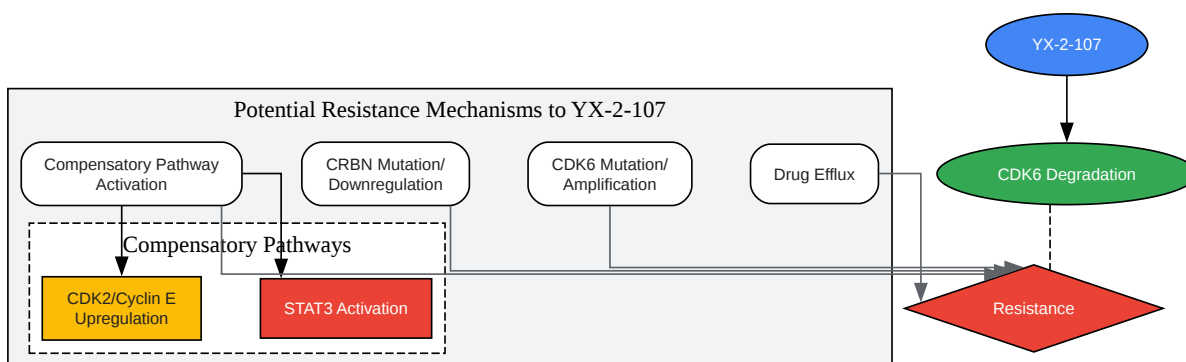 YX-2-107
Potential Resistance Mechanisms to YX-2-107
Compensatory Pathway
Activation
CRBN Mutation/
Downregulation
CDK6 Mutation/
Amplification
Drug Efflux
CDK6 Degradation
Compensatory Pathways
CDK2/Cyclin E
Upregulation
STAT3 Activation
Resistance